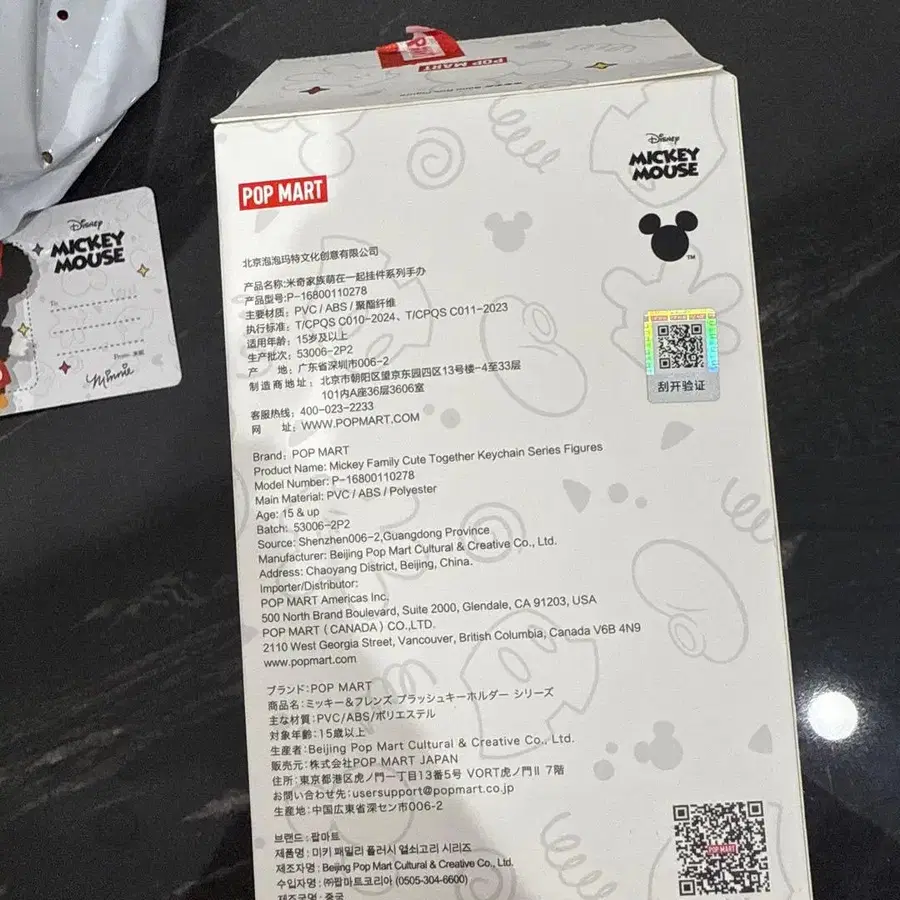 POP MART
Disney
MICKEY
MOUSE
TM
POP MART
Disney
MICKEY
MOUSE
To
From
Minnie
北京泡泡玛特文化创意有限公司
产品名称:米奇家族萌在一起挂件系列手办
产品型号:P-16800110278
主要材质: PVC / ABS / 聚酯纤维
执行标准: T/CPQS C010-2024、T/CPQS C011-2023
适用年龄: 15岁及以上
生产批次: 53006-2P2
产 地: 广东省深圳市006-2
制造商地址: 北京市朝阳区望京东园四区13号楼-4至33层
101内A座36层3606室
客服热线: 400-023-2233
网 址: WWW.POPMART.COM
刮开验证
Brand: POP MART
Product Name: Mickey Family Cute Together Keychain Series Figures
Model Number: P-16800110278
Main Material: PVC / ABS / Polyester
Age: 15 & up
Batch: 53006-2P2
Source: Shenzhen006-2,Guangdong Province
Manufacturer: Beijing Pop Mart Cultural & Creative Co., Ltd.
Address: Chaoyang District, Beijing, China.
Importer/Distributor:
POP MART Americas Inc.
500 North Brand Boulevard, Suite 2000, Glendale, CA 91203, USA
POP MART (CANADA) CO.,LTD.
2110 West Georgia Street, Vancouver, British Columbia, Canada V6B 4N9
www.popmart.com
ブランド:POP MART
商品名:ミッキー&フレンズ プラッシュキーホルダー シリーズ
主な材質:PVC/ABS/ポリエステル
対象年齢:15歳以上
生産者:Beijing Pop Mart Cultural & Creative Co., Ltd.
販売元:株式会社POP MART JAPAN
住所:東京都港区虎ノ門一丁目13番5号 VORT虎ノ門Ⅱ 7階
お問い合わせ先:usersupport@popmart.co.jp
生産地:中国広東省深セン市006-2
브랜드 : 팝마트
제품명 : 미키 패밀리 플러시 열쇠고리 시리즈
제조자명 : Beijing Pop Mart Cultural & Creative Co., Ltd.
수입자명 : ㈜팝마트코리아 (0505-304-6600)
제조국명 : 중국
POP MART